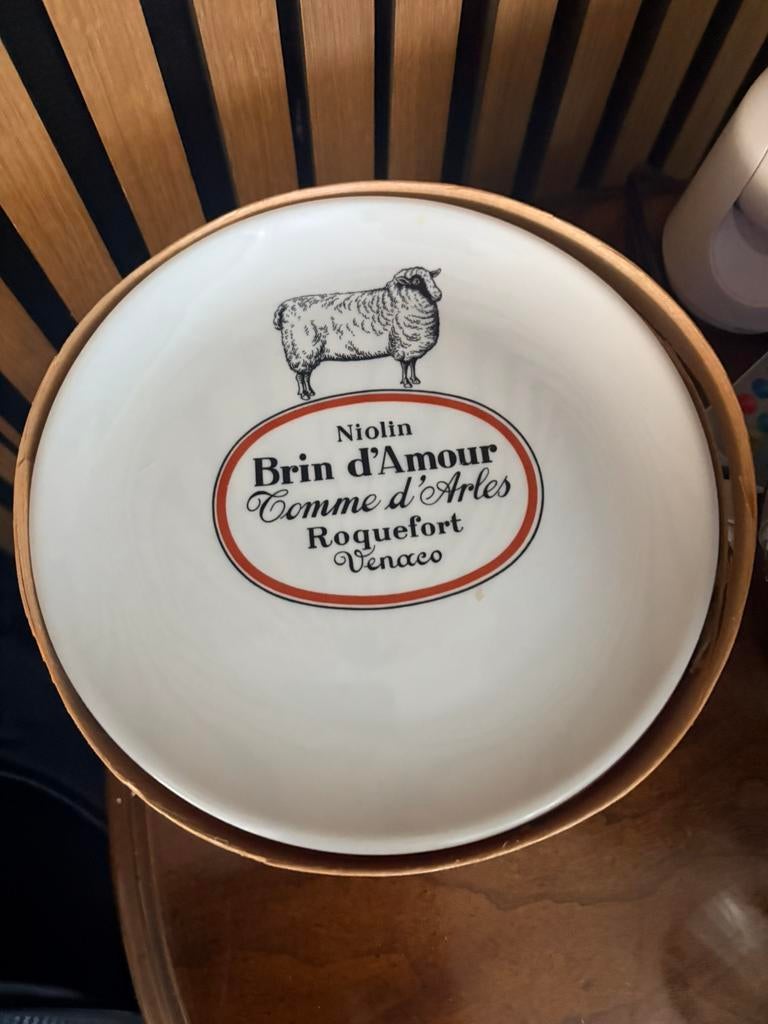 Niolin
Brin d'Amour
Tomme d'Arles
Roquefort
Venaco